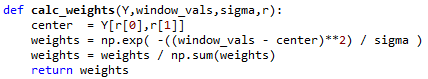 def calc_weights(Y,window_vals,sigma,r):
    center  = Y[r[0],r[1]]
    weights = np.exp( -((window_vals - center)**2) / sigma )
    weights = weights / np.sum(weights)
    return weights